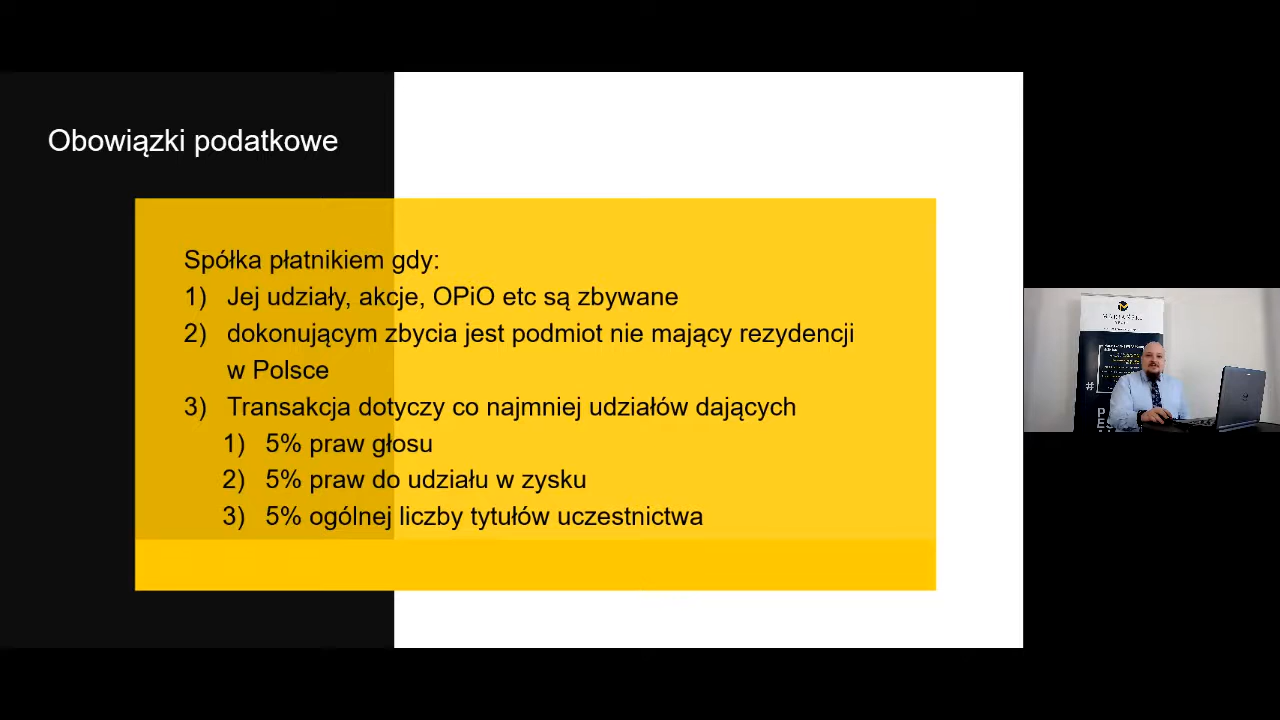 Obowiązki podatkowe
Spółka płatnikiem gdy:
1) Jej udziały, akcje, OPiO etc są zbywane
2) dokonującym zbycia jest podmiot nie mający rezydencji
w Polsce
3) Transakcja dotyczy co najmniej udziałów dających
1) 5% praw głosu
2) 5% praw do udziału w zysku
3) 5% ogólnej liczby tytułów uczestnictwa
#